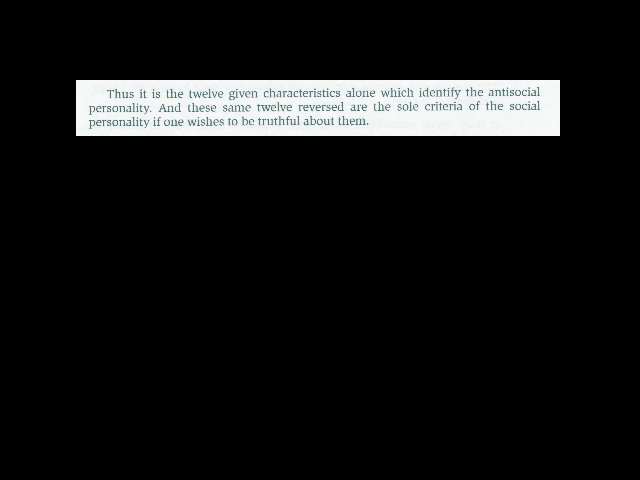 Thus it is the twelve given characteristics alone which identify the antisocial
personality. And these same twelve reversed are the sole criteria of the social
personality if one wishes to be truthful about them.